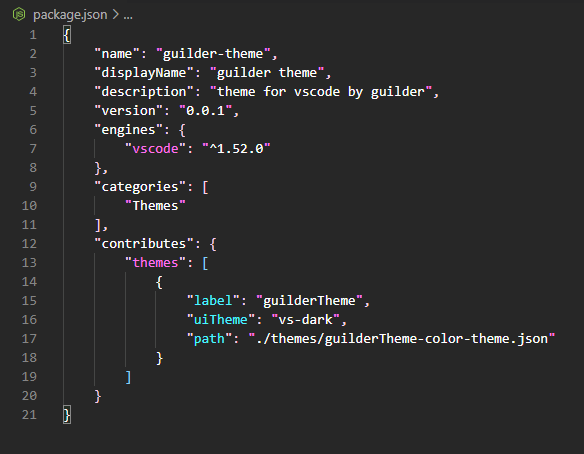 package.json > ...
1 {
2     "name": "guilder-theme",
3     "displayName": "guilder theme",
4     "description": "theme for vscode by guilder",
5     "version": "0.0.1",
6     "engines": {
7         "vscode": "^1.52.0"
8     },
9     "categories": [
10         "Themes"
11     ],
12     "contributes": {
13         "themes": [
14             {
15                 "label": "guilderTheme",
16                 "uiTheme": "vs-dark",
17                 "path": "./themes/guilderTheme-color-theme.json"
18             }
19         ]
20     }
21 }